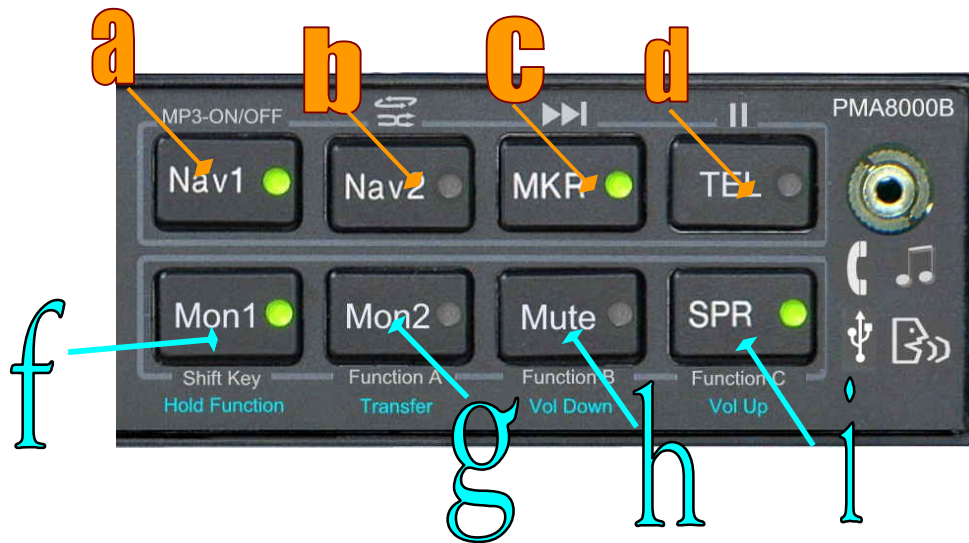 a b C d
MP3-ON/OFF PMA8000B
Nav1 Nav2 MKR TEL
Mon1 Mon2 Mute SPR
Shift Key Function A Function B Function C
Hold Function Transfer Vol Down Vol Up
f g h i